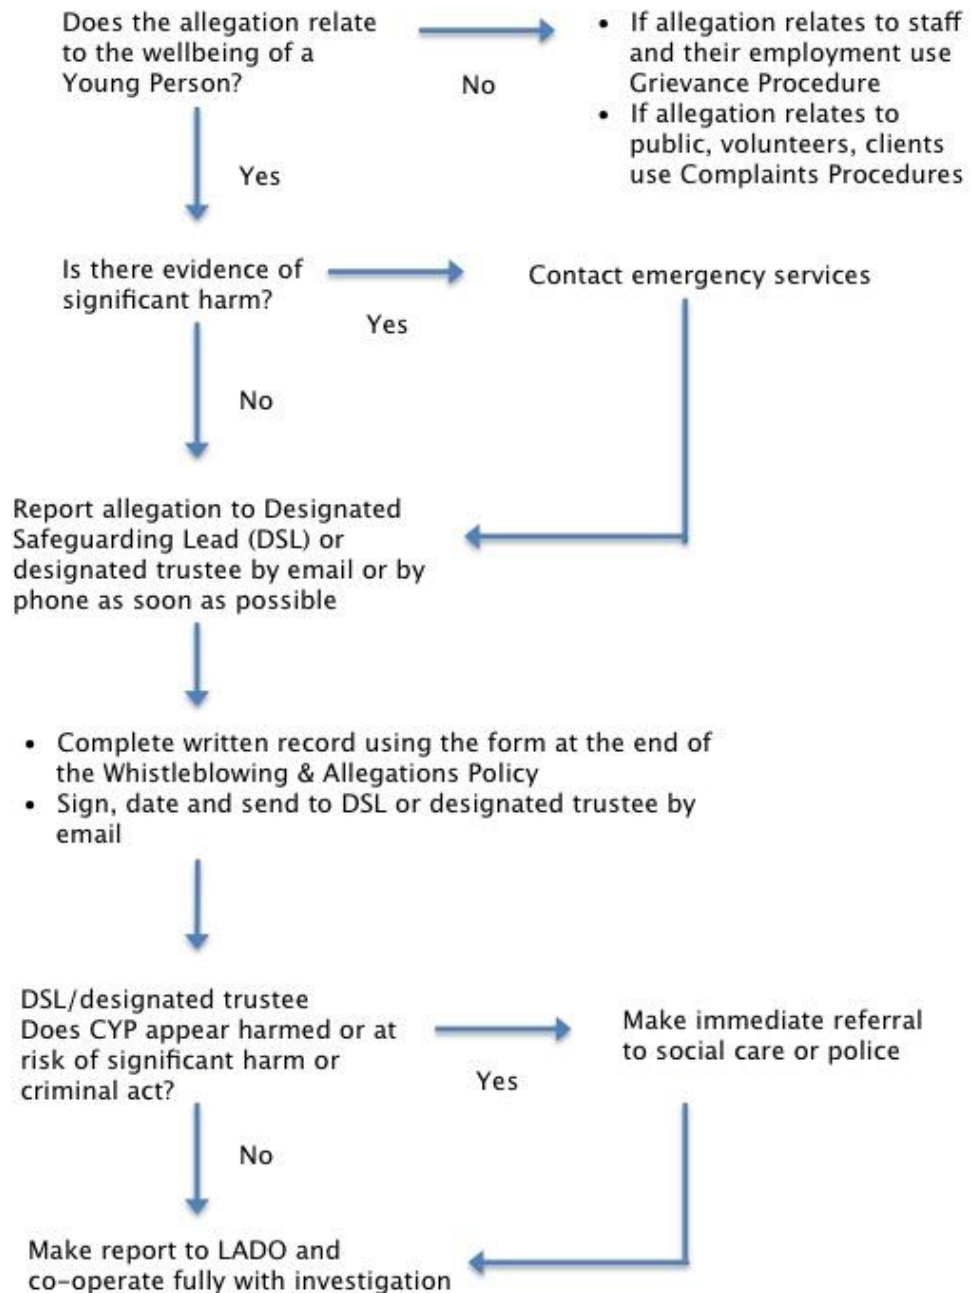 Does the allegation relate
to the wellbeing of a
Young Person?
No
• If allegation relates to staff
and their employment use
Grievance Procedure
• If allegation relates to
public, volunteers, clients
use Complaints Procedures
Yes
Is there evidence of
significant harm?
Yes
Contact emergency services
No
Report allegation to Designated
Safeguarding Lead (DSL) or
designated trustee by email or by
phone as soon as possible
• Complete written record using the form at the end of
the Whistleblowing & Allegations Policy
• Sign, date and send to DSL or designated trustee by
email
DSL/designated trustee
Does CYP appear harmed or at
risk of significant harm or
criminal act?
Yes
Make immediate referral
to social care or police
No
Make report to LADO and
co-operate fully with investigation